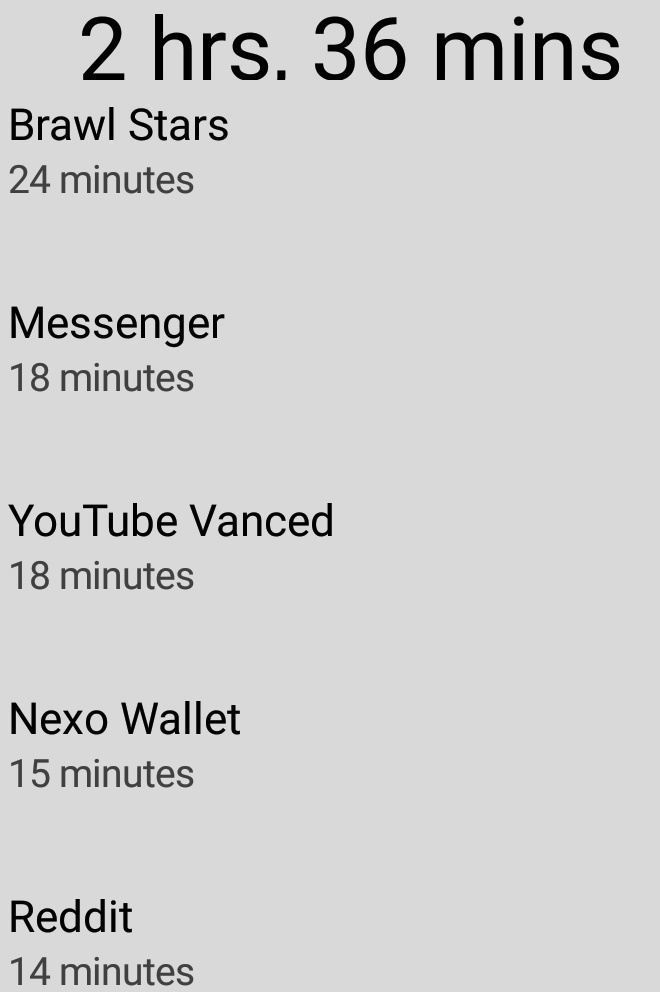 2 hrs. 36 mins
Brawl Stars
24 minutes
Messenger
18 minutes
YouTube Vanced
18 minutes
Nexo Wallet
15 minutes
Reddit
14 minutes